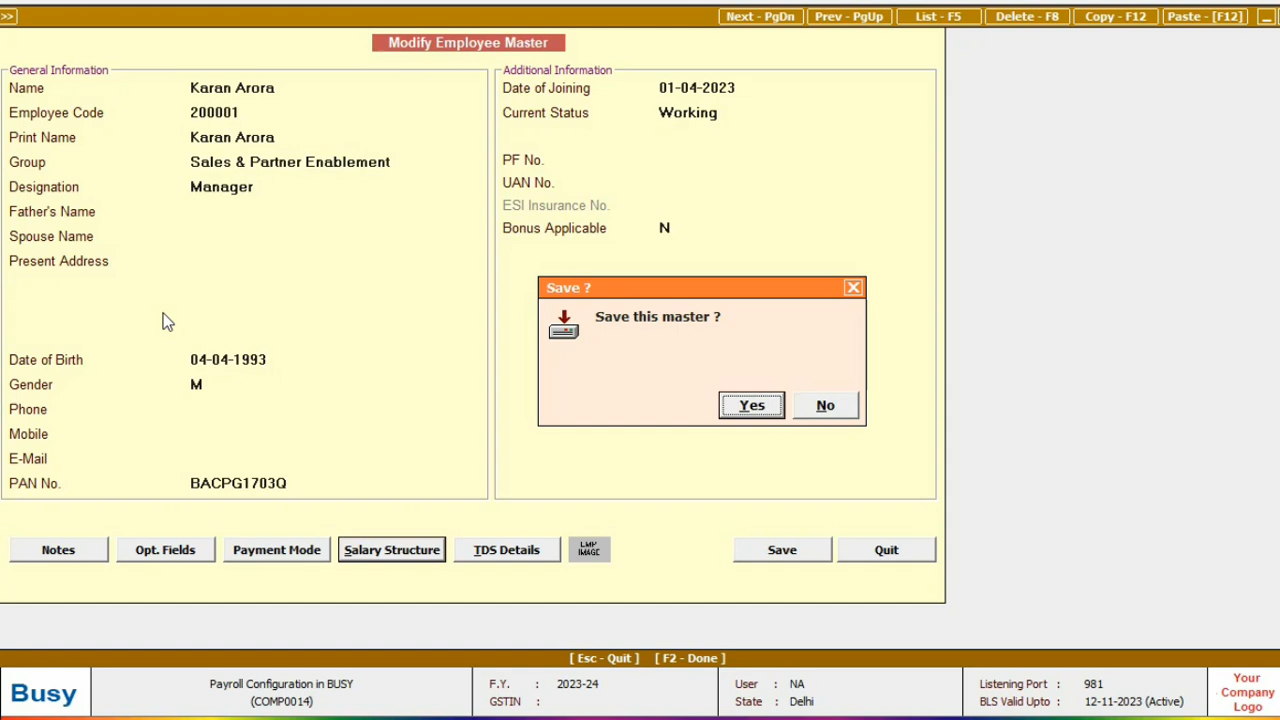 >> Next - PgDn Prev - PgUp List - F5 Delete - F8 Copy - F12 Paste - [F12]
Modify Employee Master
General Information
Name Karan Arora
Employee Code 200001
Print Name Karan Arora
Group Sales & Partner Enablement
Designation Manager
Father's Name
Spouse Name
Present Address
Date of Birth 04-04-1993
Gender M
Phone
Mobile
E-Mail
PAN No. BACPG1703Q
Additional Information
Date of Joining 01-04-2023
Current Status Working
PF No.
UAN No.
ESI Insurance No.
Bonus Applicable N
Save ?
Save this master ?
Yes No
Notes Opt. Fields Payment Mode Salary Structure TDS Details
IMAGE
Save Quit
[ Esc - Quit ] [ F2 - Done ]
Busy
Payroll Configuration in BUSY
(COMP0014)
F.Y. : 2023-24
GSTIN :
User : NA
State : Delhi
Listening Port : 981
BLS Valid Upto : 12-11-2023 (Active)
Your
Company
Logo